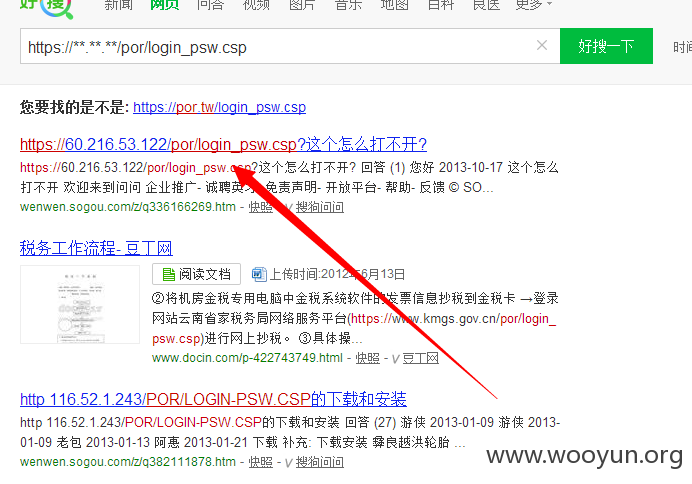 好搜 新闻 网页 问答 视频 图片 音乐 地图 百科 良医 更多
https://**.**.**/por/login_psw.csp × 好搜一下 时间
您要找的是不是: https://por.tw/login_psw.csp
https://60.216.53.122/por/login_psw.csp?这个怎么打不开?
https://60.216.53.122/por/login_psw.csp?这个怎么打不开? 回答 (1) 您好 2013-10-17 这个怎么
打不开 欢迎来到问问 企业推广- 诚聘英才- 免责声明- 开放平台- 帮助- 反馈 © SO...
wenwen.sogou.com/z/q336166269.htm - 快照 - V 搜狗问问
税务工作流程- 豆丁网
阅读文档 上传时间:2012年6月13日
②将机房金税专用电脑中金税系统软件的发票信息抄税到金税卡 →登录
网站云南省家税务局网络服务平台(https://www.kmgs.gov.cn/por/login_
psw.csp)进行网上抄税。 ③具体操...
www.docin.com/p-422743749.html - 快照 - V 豆丁网
http 116.52.1.243/POR/LOGIN-PSW.CSP的下载和安装
http 116.52.1.243/POR/LOGIN-PSW.CSP的下载和安装 回答 (27) 游侠 2013-01-09 游侠 2013-
01-09 老包 2013-01-13 阿惠 2013-01-21 下载 补充: 下载安装 彝良越洪轮胎 ...
wenwen.sogou.com/z/q382111878.htm - 快照 - V 搜狗问问
www.wooyun.org